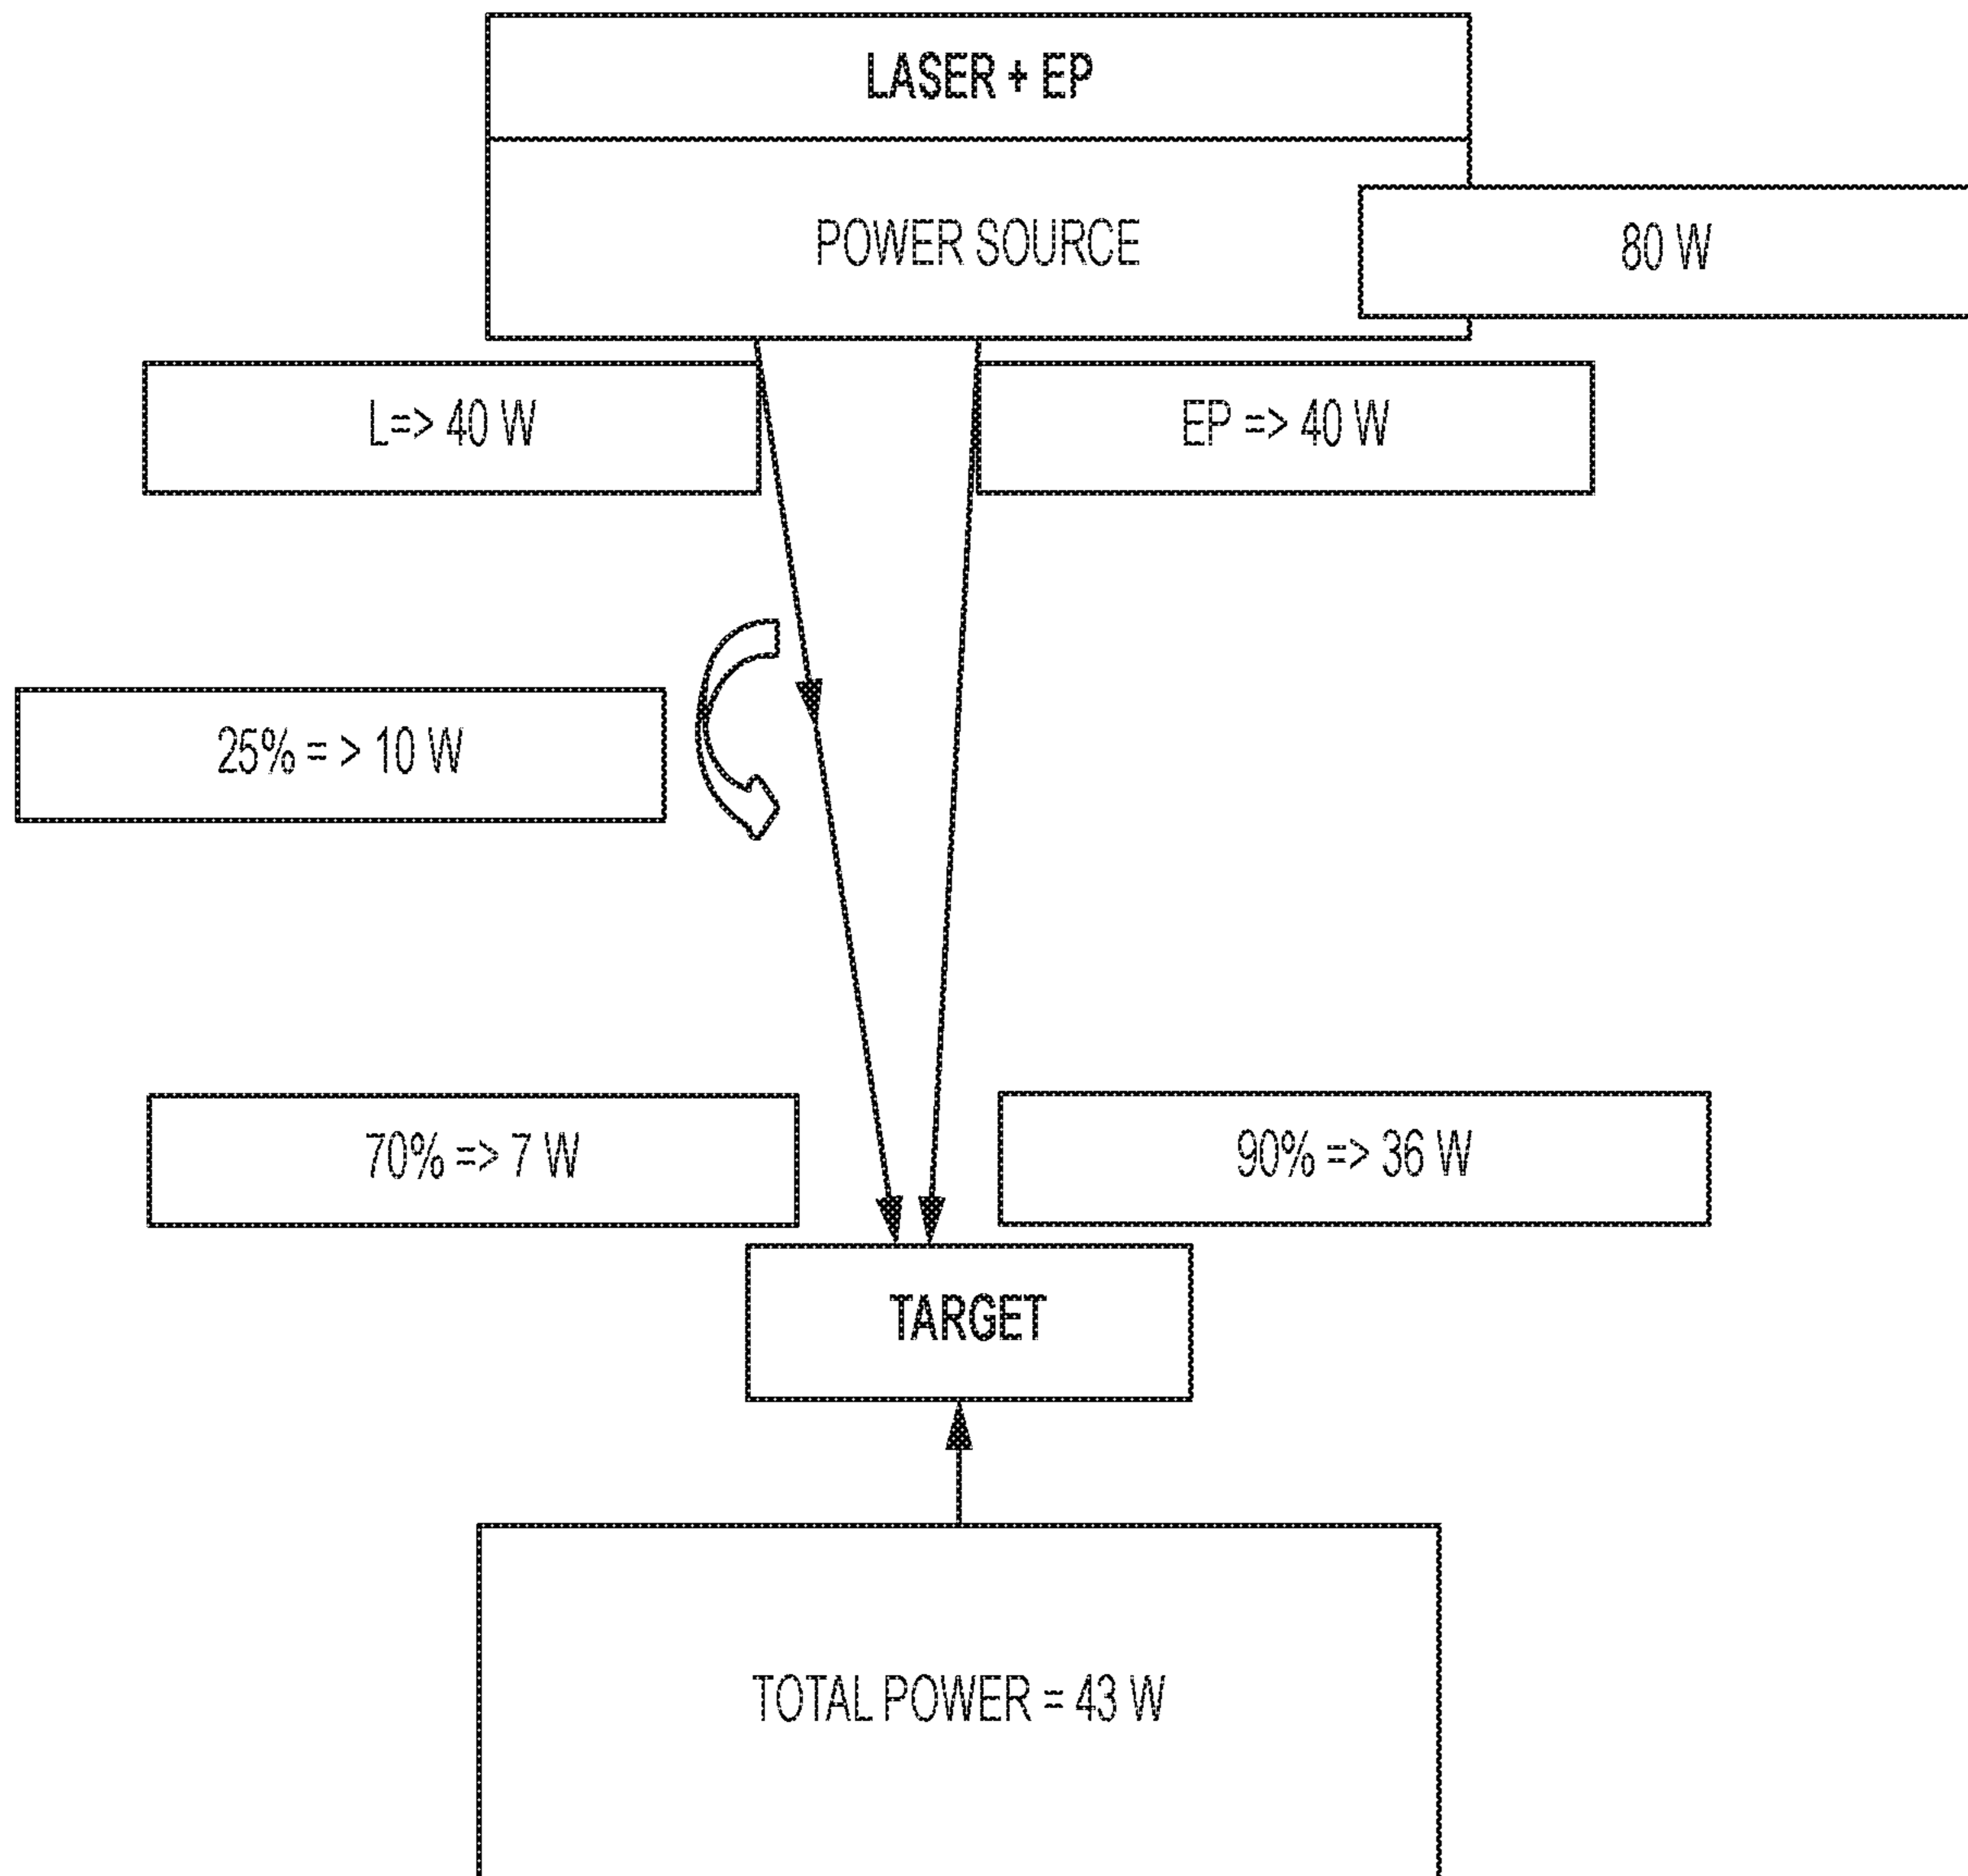 LASER + EP
POWER SOURCE
80 W
L=> 40 W
EP => 40 W
25% = > 10 W
70% => 7 W
90% => 36 W
TARGET
TOTAL POWER = 43 W